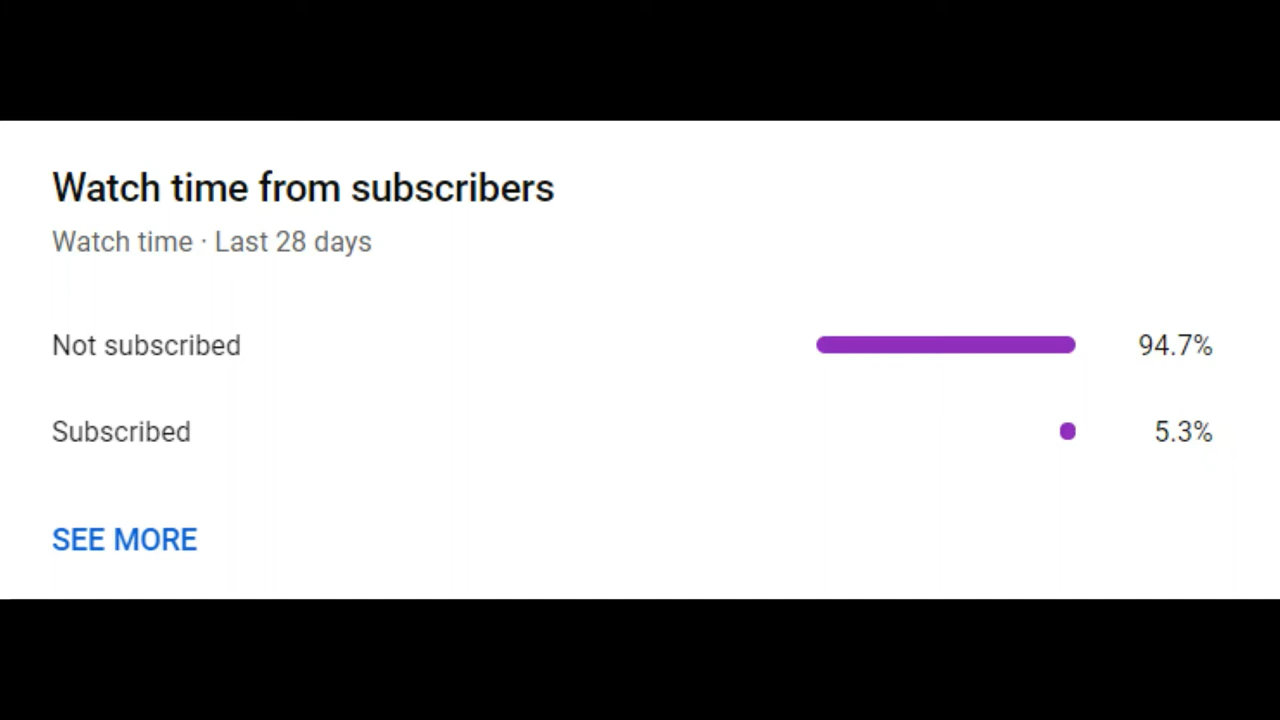 Watch time from subscribers
Watch time · Last 28 days
Not subscribed 94.7%
Subscribed 5.3%
SEE MORE